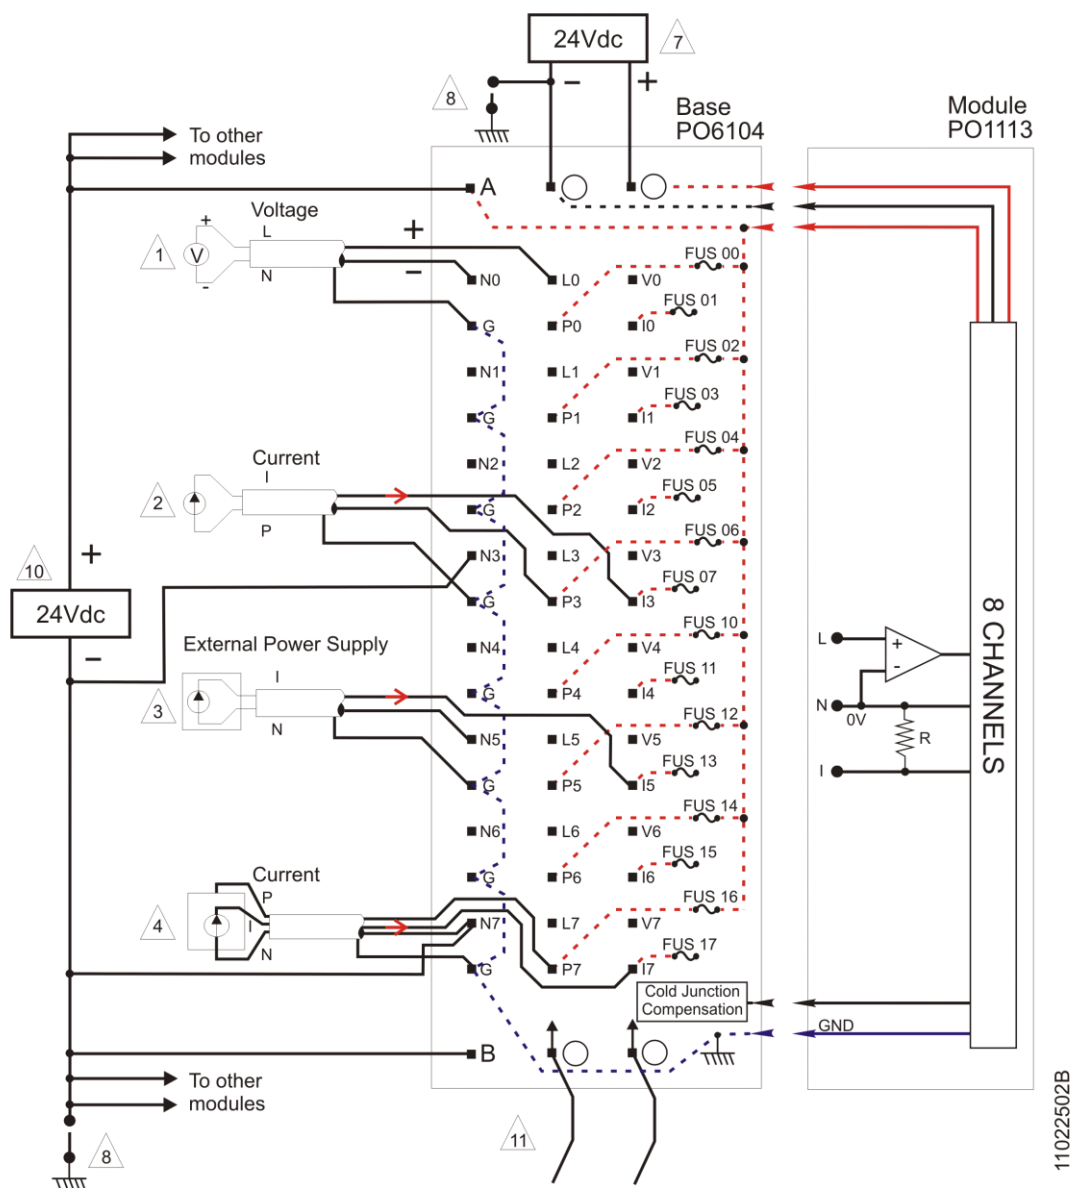 24Vdc
7
8
−
+
Base
PO6104
Module
PO1113
To other
modules
A
Voltage
L
+
+
1
V
−
-
N
N0
L0
V0
FUS 00
G
P0
I0
FUS 01
N1
L1
V1
FUS 02
G
P1
I1
FUS 03
N2
L2
V2
FUS 04
Current
I
2
P
G
P2
I2
FUS 05
N3
L3
V3
FUS 06
10
+
24Vdc
−
G
P3
I3
FUS 07
N4
L4
V4
FUS 10
External Power Supply
I
3
N
G
P4
I4
FUS 11
N5
L5
V5
FUS 12
G
P5
I5
FUS 13
N6
L6
V6
FUS 14
G
P6
I6
FUS 15
Current
P
4
I
N
N7
L7
V7
FUS 16
G
P7
I7
FUS 17
L
+
-
N
0V
R
I
8 CHANNELS
Cold Junction
Compensation
GND
B
To other
modules
8
11
11022502B